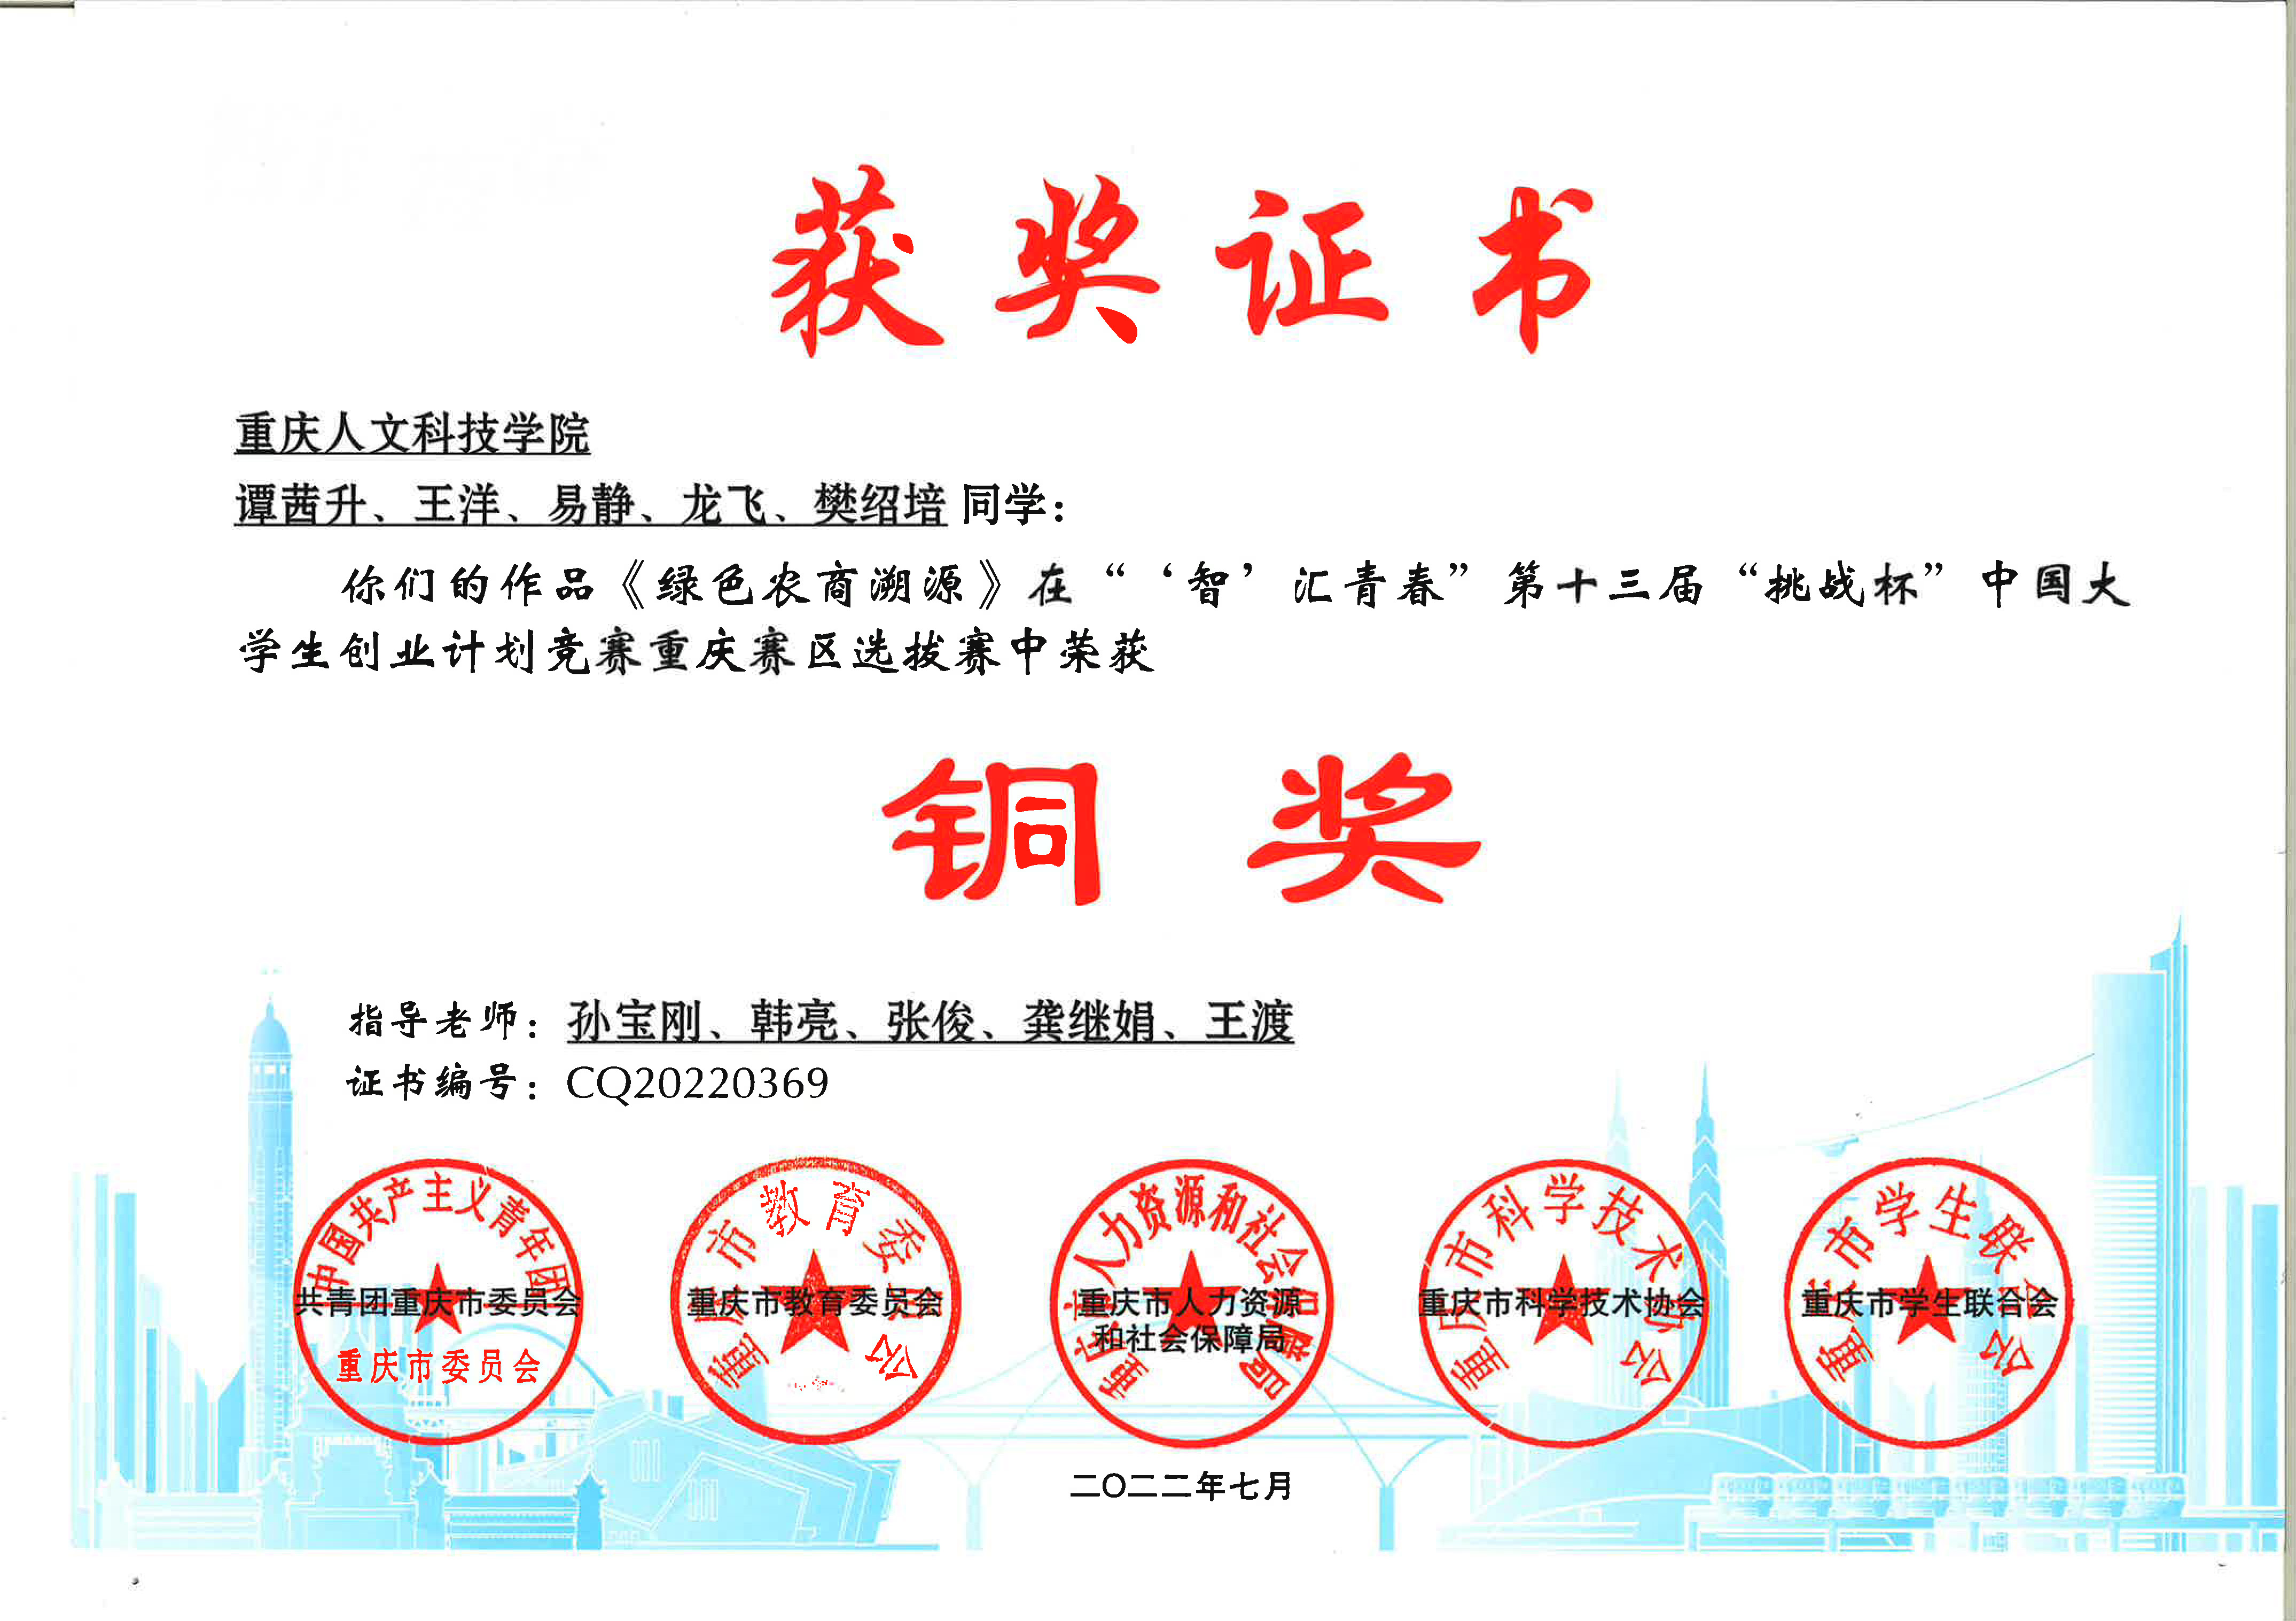 获奖证书
重庆人文科技学院
谭茜升、王洋、易静、龙飞、樊绍培 同学：
你们的作品《绿色农商溯源》在“‘智’汇青春”第十三届“挑战杯”中国大
学生创业计划竞赛重庆赛区选拔赛中荣获
铜奖
指导老师：孙宝刚、韩亮、张俊、龚继娟、王渡
证书编号：CQ20220369
中国共产主义青年团
共青团重庆市委员会
重庆市委员会
重庆市教育委员会
重庆市教育委员会
重庆市人力资源和社会保障局
重庆市人力资源
和社会保障局
重庆市科学技术协会
重庆市科学技术协会
重庆市学生联合会
重庆市学生联合会
二〇二二年七月